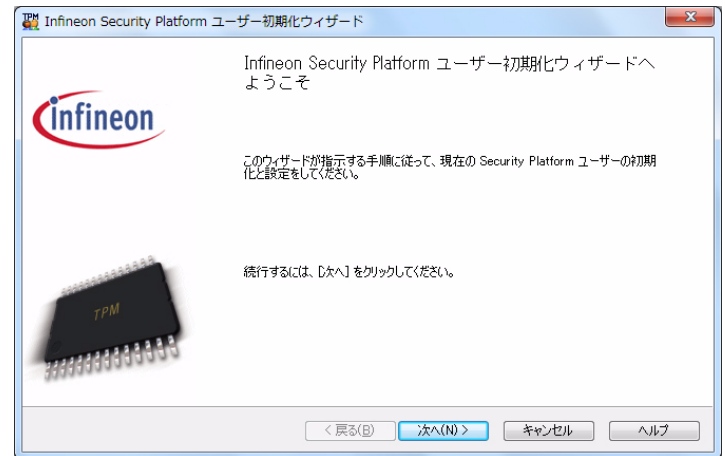 Infineon Security Platform ユーザー初期化ウィザード
Infineon Security Platform ユーザー初期化ウィザードへ
ようこそ
infineon
このウィザードが指示する手順に従って、現在の Security Platform ユーザーの初期
化と設定をしてください。
続行するには、[次へ] をクリックしてください。
TPM
< 戻る(B) 次へ(N) > キャンセル ヘルプ